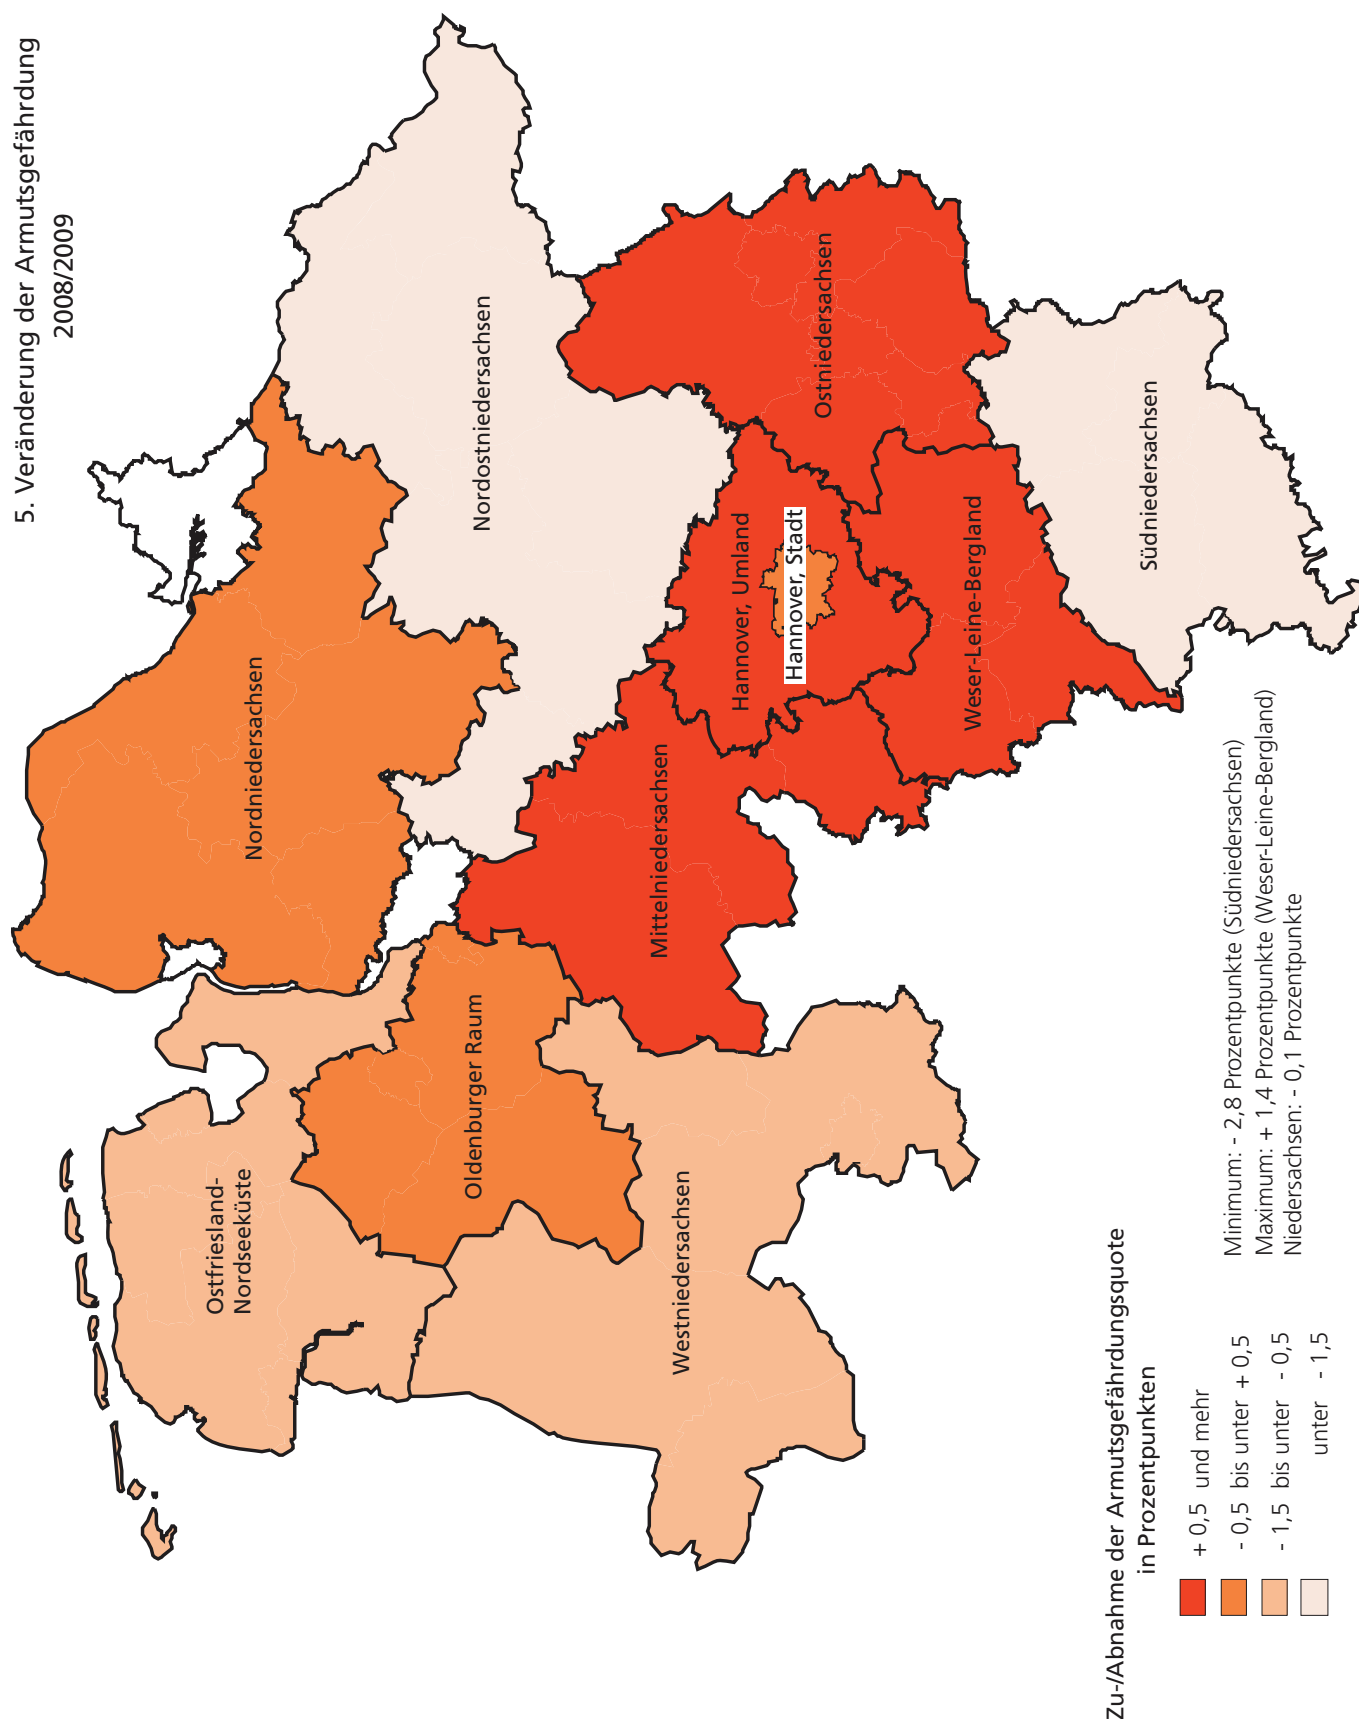 5. Veränderung der Armutsgefährdung
2008/2009
Ostfriesland-
Nordseeküste
Nordniedersachsen
Oldenburger Raum
Nordostniedersachsen
Westniedersachsen
Mittelniedersachsen
Hannover, Umland
Hannover, Stadt
Ostniedersachsen
Weser-Leine-Bergland
Südniedersachsen
Zu-/Abnahme der Armutsgefährdungsquote
in Prozentpunkten
+ 0,5 und mehr
- 0,5 bis unter + 0,5
- 1,5 bis unter - 0,5
unter - 1,5
Minimum: - 2,8 Prozentpunkte (Südniedersachsen)
Maximum: + 1,4 Prozentpunkte (Weser-Leine-Bergland)
Niedersachsen: - 0,1 Prozentpunkte